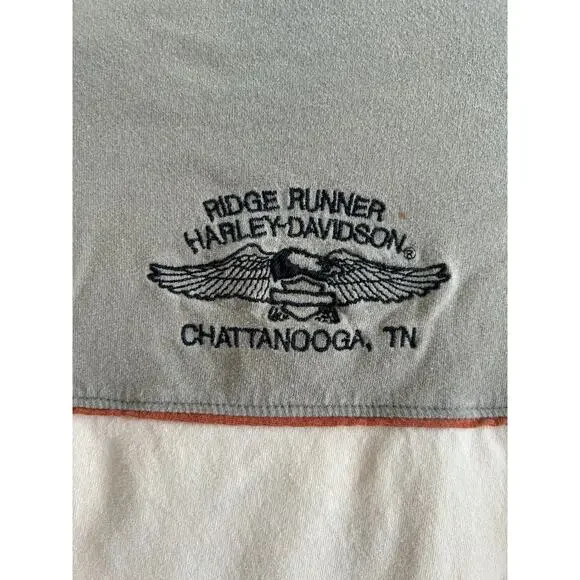 RIDGE RUNNER
HARLEY-DAVIDSON®
CHATTANOOGA, TN